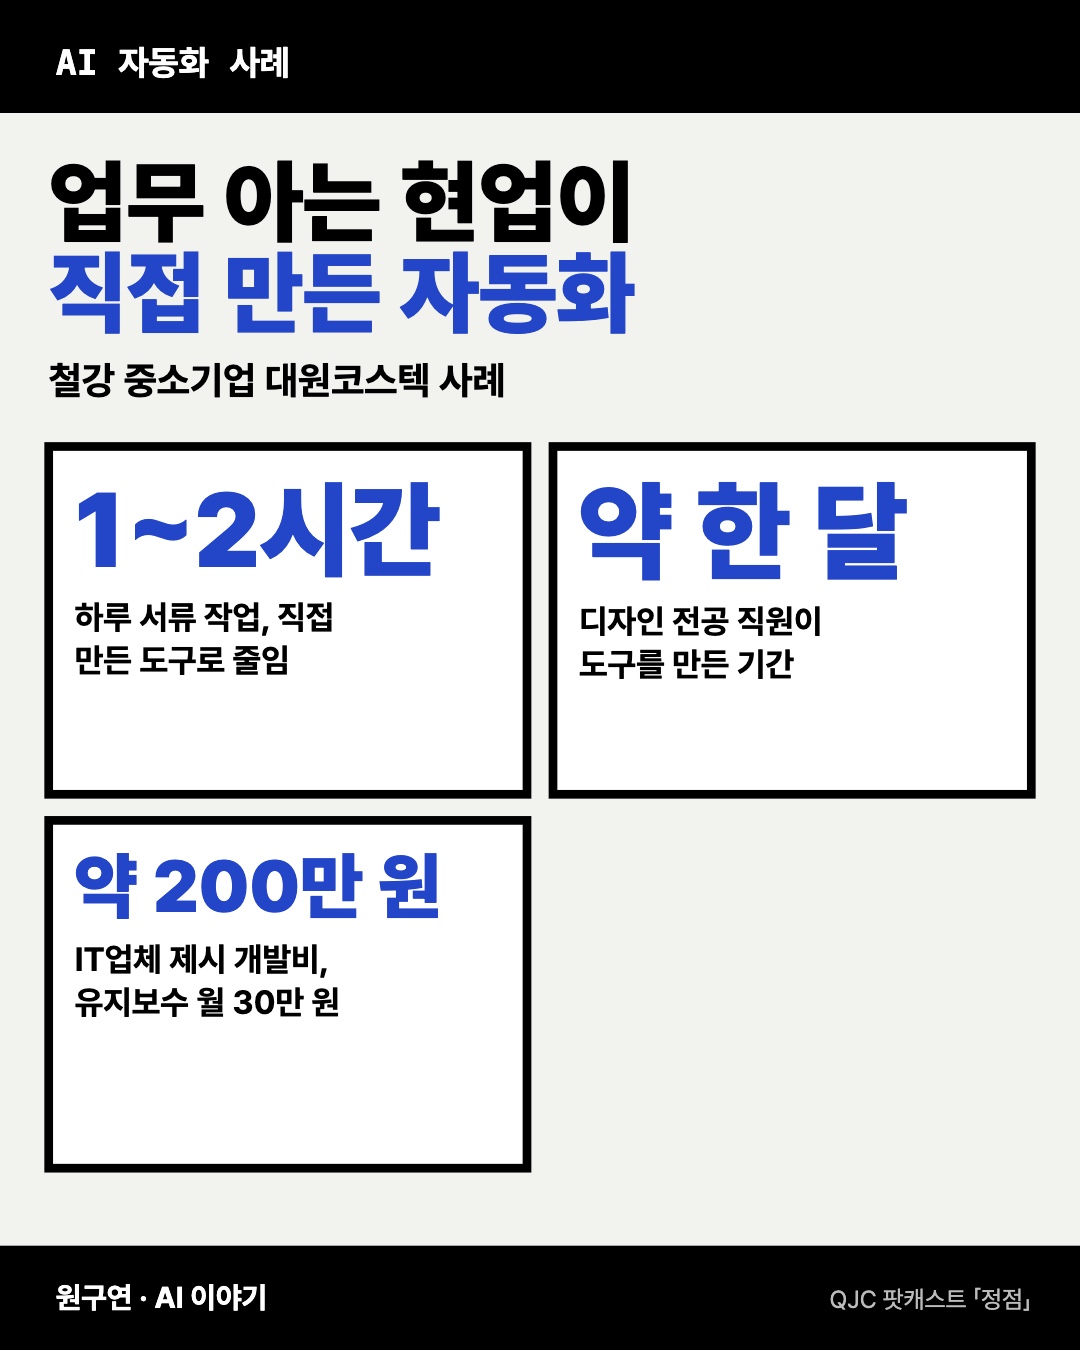 AI 자동화 사례
업무 아는 현업이
직접 만든 자동화
철강 중소기업 대원코스텍 사례
1~2시간
하루 서류 작업, 직접
만든 도구로 줄임
약 한 달
디자인 전공 직원이
도구를 만든 기간
약 200만 원
IT업체 제시 개발비,
유지보수 월 30만 원
원구연 · AI 이야기
QJC 팟캐스트 「정점」